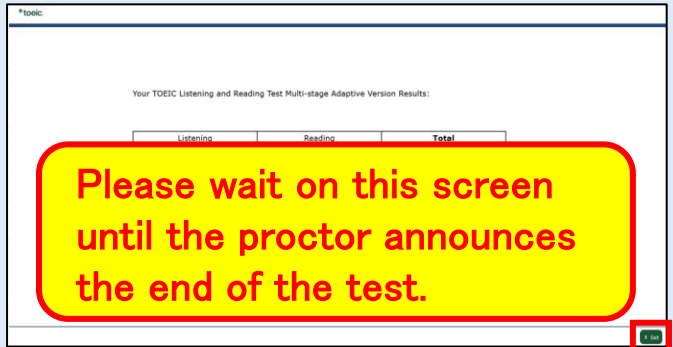 *toeic.
Your TOEIC Listening and Reading Test Multi-stage Adaptive Version Results:
Listening Reading Total
Please wait on this screen
until the proctor announces
the end of the test.
X Exit